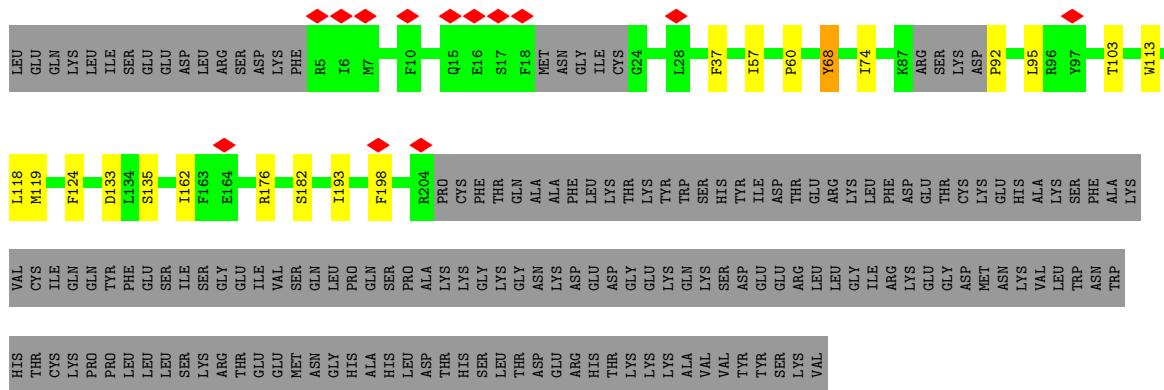 LEU GLU GLN LYS LEU ILE SER GLU GLU ASP LEU ARG SER ASP LYS PHE R5 I6 M7 F10 Q15 E16 S17 F18 MET ASN GLY ILE CYS G24 L28 F37 I57 P60 Y68 I74 K87 ARG SER LYS ASP P92 L95 R96 Y97 T103 W113
L118 M119 F124 D133 L134 S135 I162 F163 E164 R176 S182 I193 F198 R204 PRO CYS PHE THR GLN ALA ALA PHE LEU LYS THR LYS TYR TRP SER HIS TYR ILE ASP THR GLU ARG LYS LEU PHE ASP GLU THR CYS LYS GLU HIS ALA LYS SER PHE ALA LYS
VAL CYS ILE GLN GLN TYR PHE GLU SER ILE SER GLY GLU ILE VAL SER GLN LEU PRO GLN SER PRO ALA LYS LYS GLY LYS GLY ASN LYS ASP GLU ASP GLY GLU LYS GLN LYS SER ASP GLU GLU ARG LEU LEU GLY ILE ARG LYS GLU GLY ASP MET ASN LYS VAL LEU TRP ASN TRP
HIS THR CYS LYS PRO PRO LEU LEU LEU SER LYS ARG THR GLU GLU MET ASN GLY HIS ALA HIS LEU ASP THR HIS SER LEU THR ASP GLU ARG HIS THR LYS LYS LYS ALA VAL VAL TYR TYR SER LYS VAL